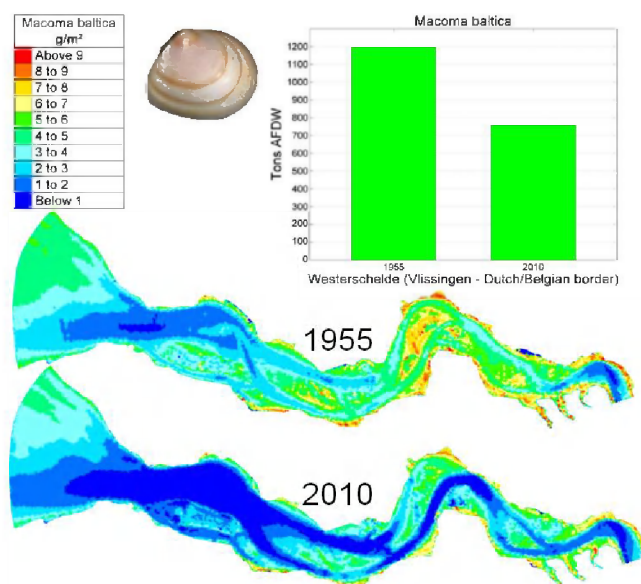 Macoma baltica
g/m²
Above 9
8 to 9
7 to 8
6 to 7
5 to 6
4 to 5
3 to 4
2 to 3
1 to 2
Below 1
Macoma baltica
Tons AFDW
1200
1100
1000
900
800
700
600
500
400
300
200
100
0
1955
2010
Westerschelde (Vlissingen - Dutch/Belgian border)
1955
2010